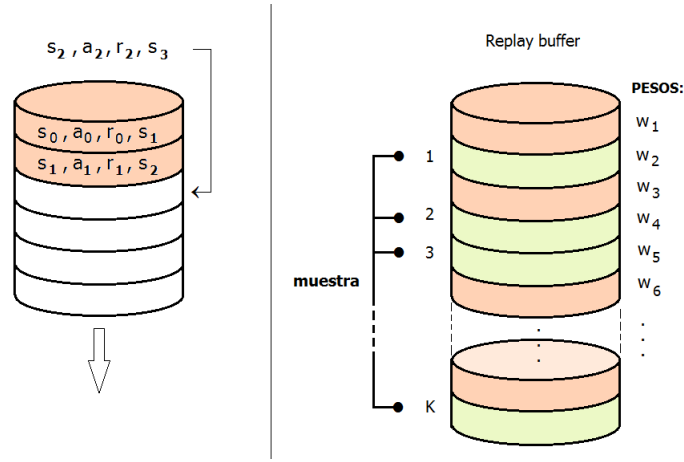 s2 , a2 , r2 , s3
s0 , a0 , r0 , s1
s1 , a1 , r1 , s2
Replay buffer
PESOS:
w1
1
w2
w3
2
w4
3
w5
muestra
w6
K